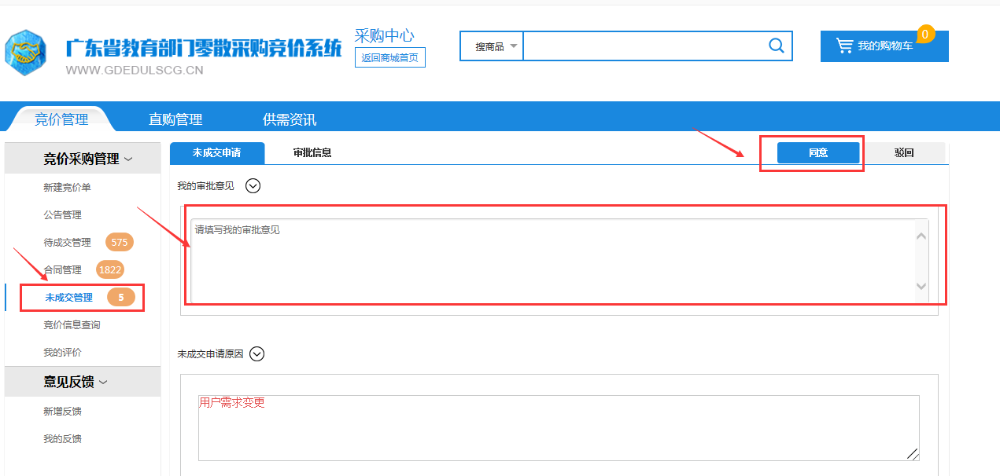 广东省教育部门零散采购竞价系统
WWW.GDEDULSCG.CN
采购中心
返回商城首页
搜商品
我的购物车
0
竞价管理
直购管理
供需资讯
竞价采购管理
新建竞价单
公告管理
待成交管理 575
合同管理 1822
未成交管理 5
竞价信息查询
我的评价
意见反馈
新增反馈
我的反馈
未成交申请
审批信息
同意
驳回
我的审批意见
请填写我的审批意见
未成交申请原因
用户需求变更